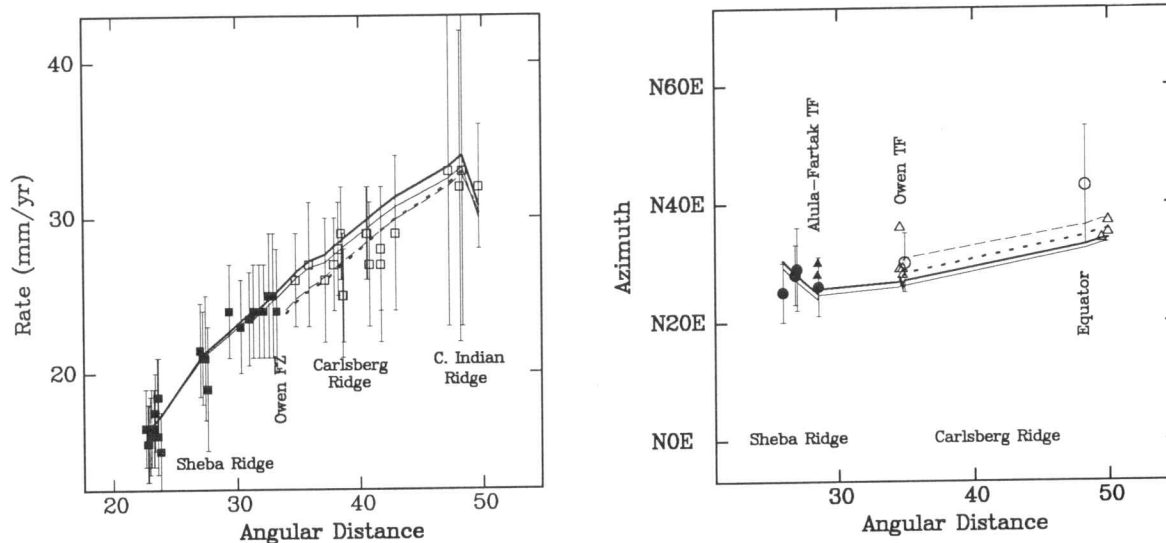 40
30
20
Rate (mm/yr)
Owen FZ
Carlsberg
Ridge
C. Indian
Ridge
Sheba Ridge
20
30
40
50
Angular Distance
N60E
N40E
N20E
N0E
Azimuth
Alula-Fartak TF
Owen TF
Equator
Sheba Ridge
Carlsberg Ridge
30
40
50
Angular Distance